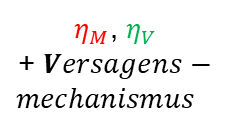 η_M, η_V
+ Versagens −
mechanismus